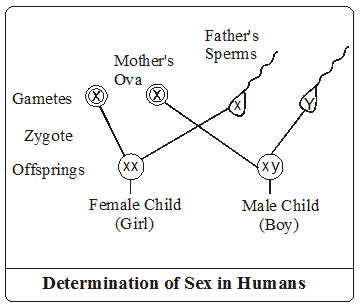 Father's
Sperms
Mother's
Ova
Gametes
X
X
X
Y
Zygote
Offsprings
XX
xy
Female Child
(Girl)
Male Child
(Boy)
Determination of Sex in Humans